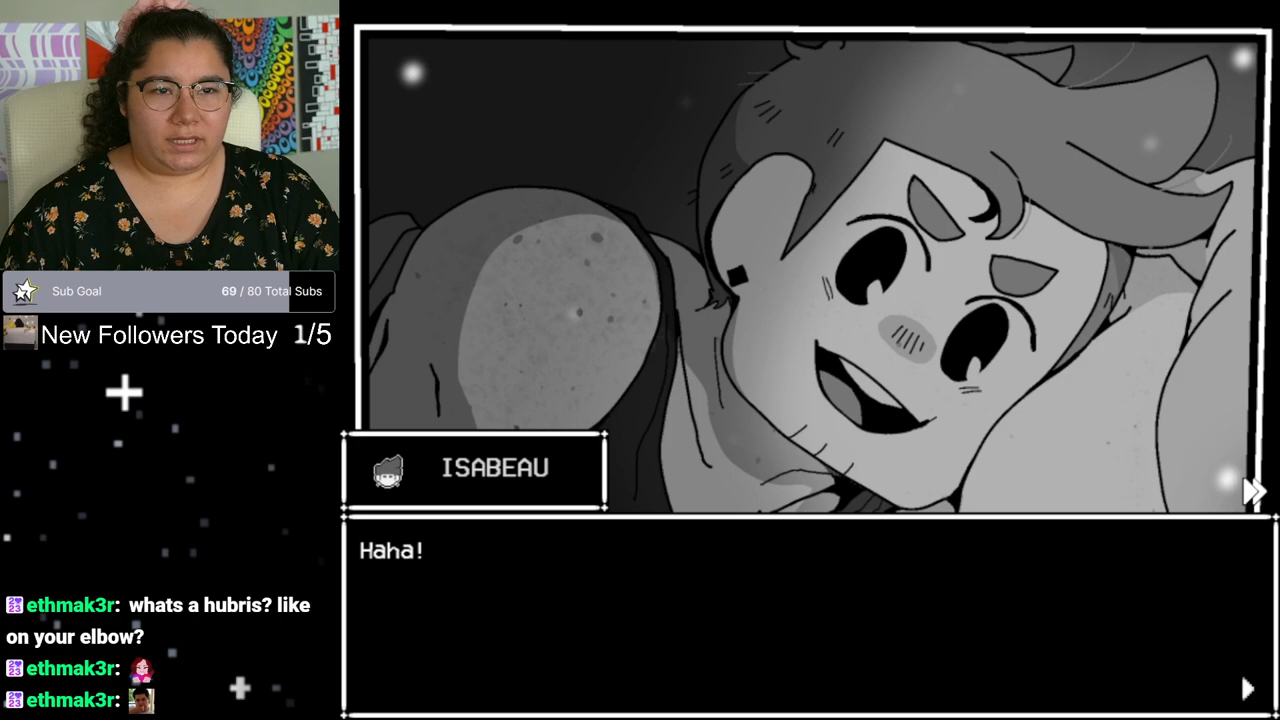 Sub Goal 69 / 80 Total Subs
New Followers Today 1/5
ethmak3r: whats a hubris? like
on your elbow?
ethmak3r:
ethmak3r:
ISABEAU
Haha!